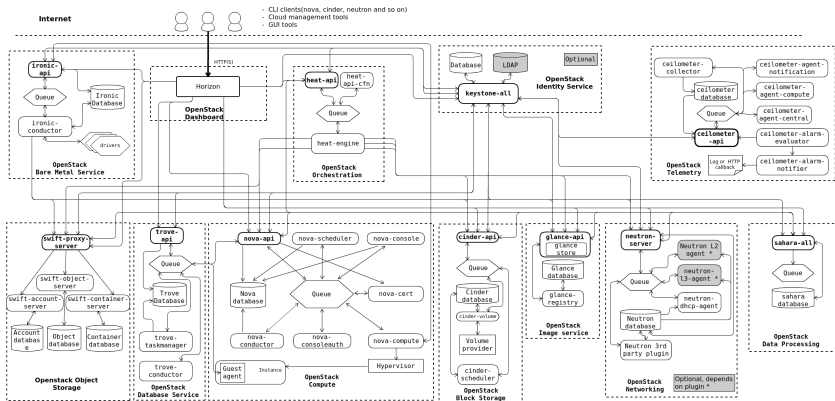 Internet
- CLI clients(nova, cinder, neutron and so on)
- Cloud management tools
- GUI tools
HTTP(S)
ironic-
api
Queue
Ironic
Database
ironic-
conductor
drivers
OpenStack
Bare Metal Service
Horizon
OpenStack
Dashboard
heat-api
heat-
api-cfn
Queue
heat-engine
OpenStack
Orchestration
Database
LDAP
Optional
keystone-all
OpenStack
Identity Service
ceilometer-
collector
ceilometer-agent-
notification
ceilometer
database
ceilometer-
agent-compute
Queue
ceilometer-
agent-central
ceilometer
-api
ceilometer-alarm-
evaluator
Log or HTTP
callback
ceilometer-alarm-
notifier
OpenStack
Telemetry
swift-proxy-
server
swift-object-
server
swift-account-
server
swift-container-
server
Account
databas
e
Object
database
Container
database
Openstack Object
Storage
trove-
api
Queue
Trove
Database
trove-
taskmanager
trove-
conductor
OpenStack
Database Service
nova-api
nova-scheduler
nova-console
Nova
database
Queue
nova-cert
nova-
conductor
nova-
consoleauth
nova-compute
Guest
agent
Instance
Hypervisor
OpenStack
Compute
cinder-api
Queue
Cinder
database
cinder-volume
Volume
provider
cinder-
scheduler
OpenStack
Block Storage
glance-api
glance
store
Glance
database
glance-
registry
OpenStack
Image service
neutron-
server
Neutron L2
agent *
Queue
neutron-
l3-agent *
neutron-
dhcp-agent
Neutron
database
Neutron 3rd
party plugin
OpenStack
Networking
Optional, depends
on plugin *
sahara-all
Queue
sahara
database
OpenStack
Data Processing